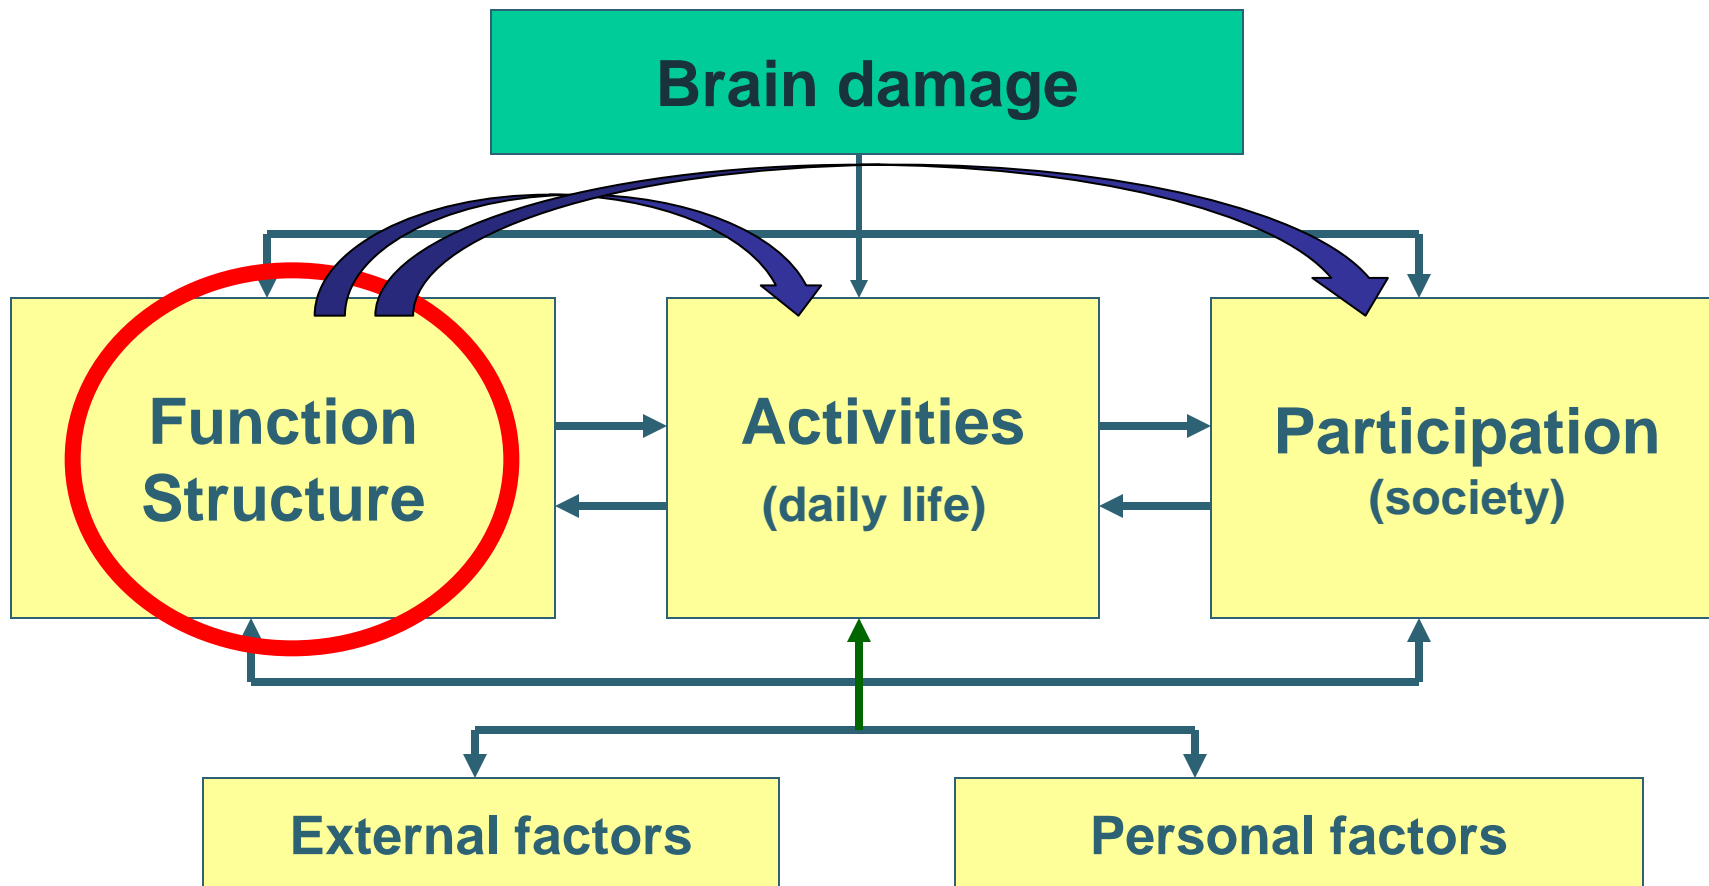 Brain damage
Function
Structure
Activities
(daily life)
Participation
(society)
External factors
Personal factors